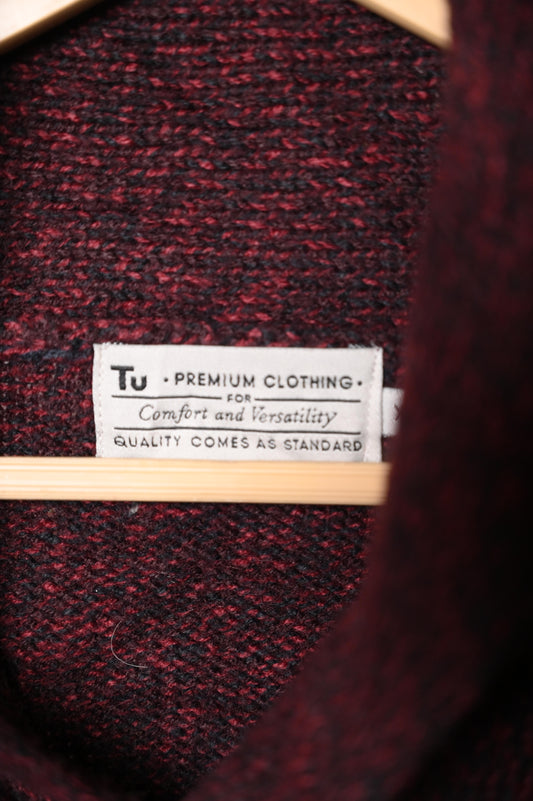 Tu • PREMIUM CLOTHING •
FOR
Comfort and Versatility
QUALITY COMES AS STANDARD